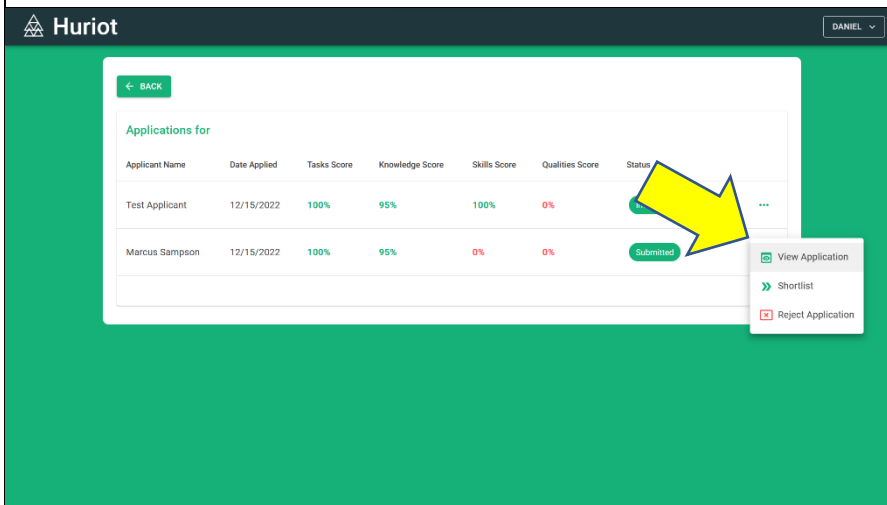 Huriot
DANIEL
← BACK
Applications for
Applicant Name Date Applied Tasks Score Knowledge Score Skills Score Qualities Score Status
Test Applicant 12/15/2022 100% 95% 100% 0%
Marcus Sampson 12/15/2022 100% 95% 0% 0% Submitted
View Application
Shortlist
Reject Application